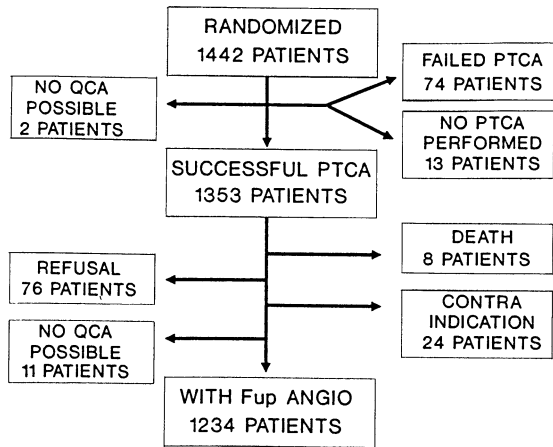 RANDOMIZED
1442 PATIENTS
FAILED PTCA
74 PATIENTS
NO QCA
POSSIBLE
2 PATIENTS
NO PTCA
PERFORMED
13 PATIENTS
SUCCESSFUL PTCA
1353 PATIENTS
DEATH
8 PATIENTS
REFUSAL
76 PATIENTS
CONTRA
INDICATION
24 PATIENTS
NO QCA
POSSIBLE
11 PATIENTS
WITH Fup ANGIO
1234 PATIENTS